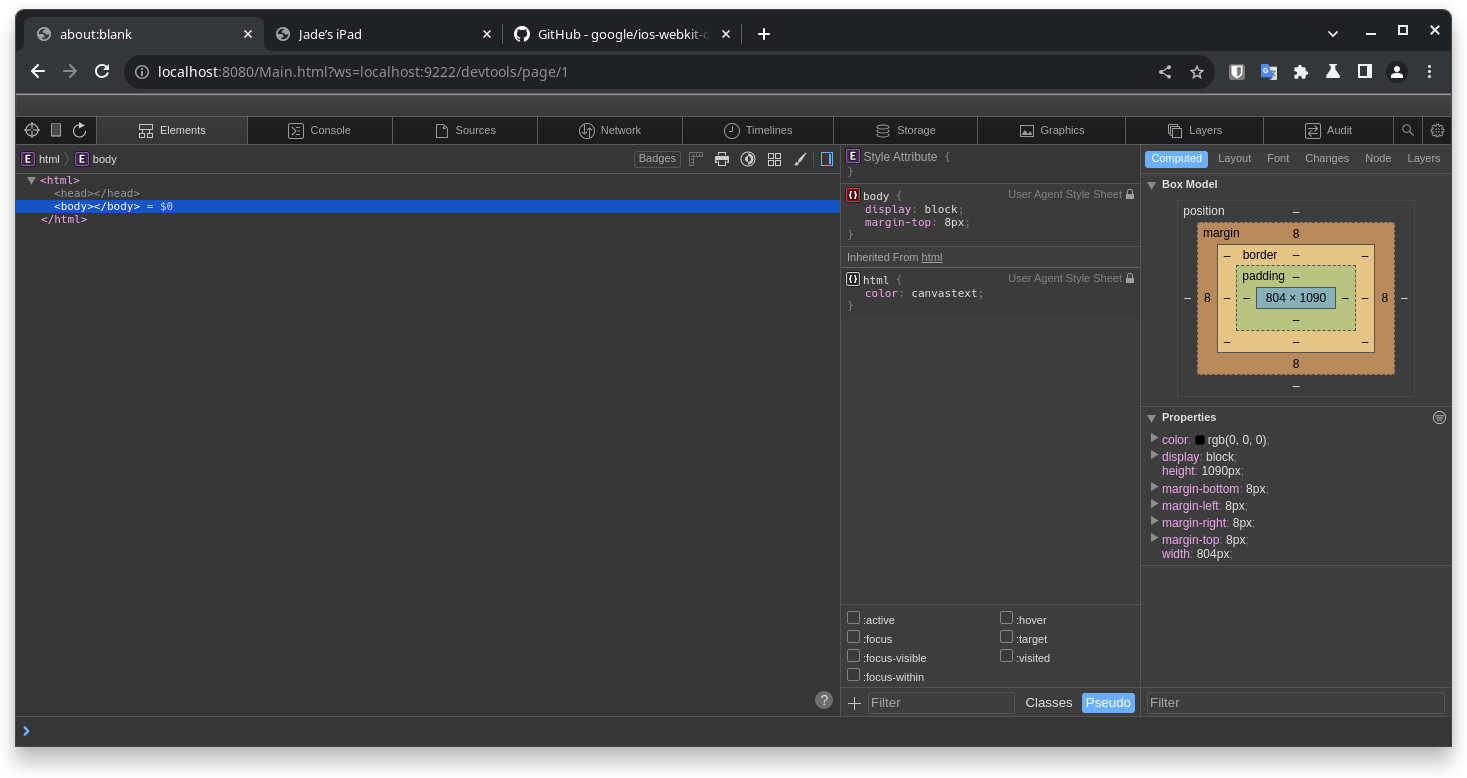 about:blank
Jade’s iPad
GitHub - google/ios-webkit-
localhost:8080/Main.html?ws=localhost:9222/devtools/page/1
Elements Console Sources Network Timelines Storage Graphics Layers Audit
E html E body
Badges
<html>
<head></head>
<body></body> = $0
</html>
?
E Style Attribute {
}
body { User Agent Style Sheet
display: block;
margin-top: 8px;
}
Inherited From html
html { User Agent Style Sheet
color: canvastext;
}
:active :hover
:focus :target
:focus-visible :visited
:focus-within
Filter Classes Pseudo
Computed Layout Font Changes Node Layers
Box Model
position –
margin 8
– border – –
padding –
– 8 – – 804 × 1090 – – 8 –
–
– – –
8
–
Properties
color: rgb(0, 0, 0);
display: block;
height: 1090px;
margin-bottom: 8px;
margin-left: 8px;
margin-right: 8px;
margin-top: 8px;
width: 804px;
Filter